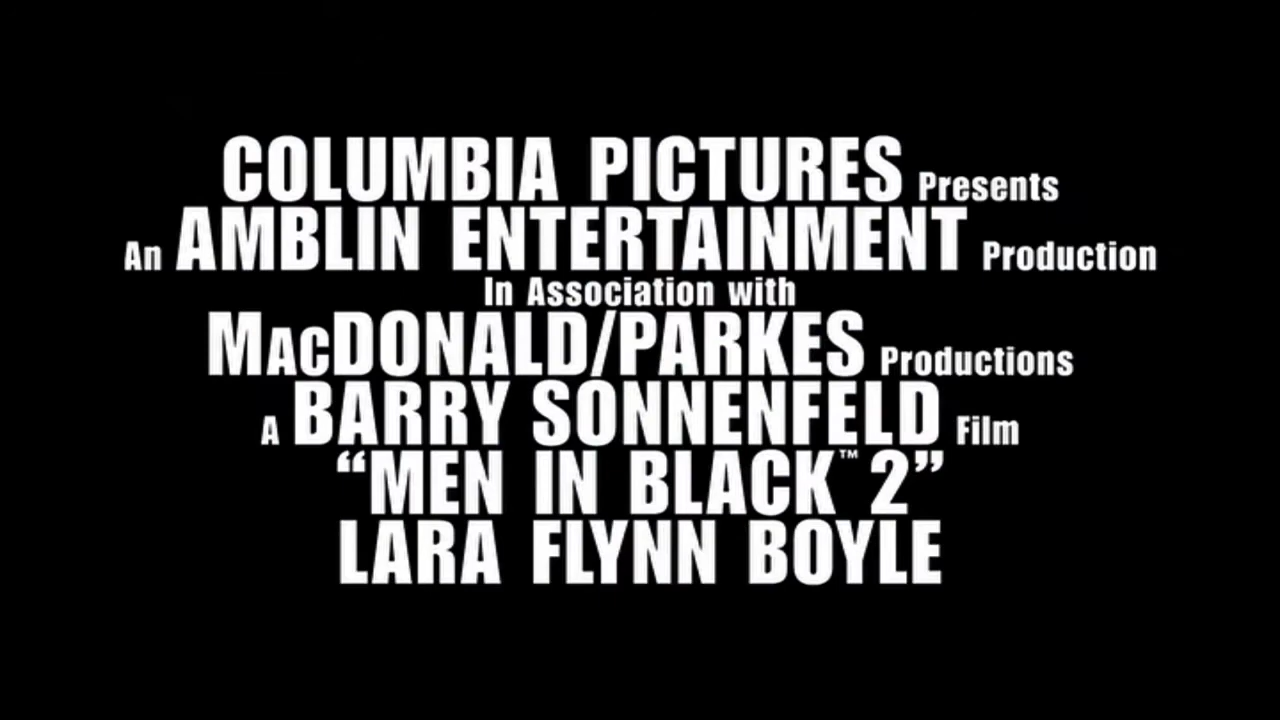 COLUMBIA PICTURES Presents
An AMBLIN ENTERTAINMENT Production
In Association with
MACDONALD/PARKES Productions
A BARRY SONNENFELD Film
“MEN IN BLACK™ 2”
LARA FLYNN BOYLE